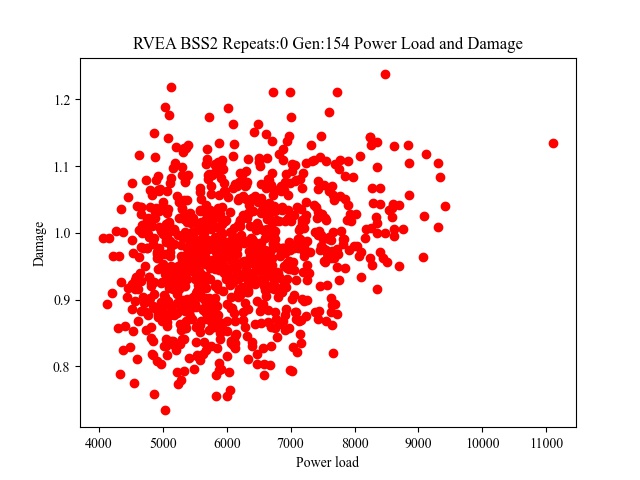 RVEA BSS2 Repeats:0 Gen:154 Power Load and Damage
1.2
1.1
1.0
0.9
0.8
Damage
4000 5000 6000 7000 8000 9000 10000 11000
Power load